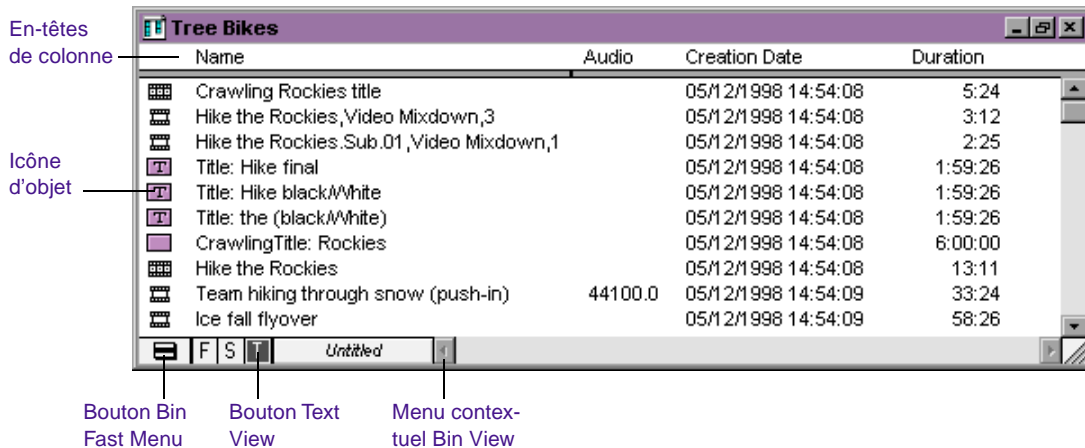 En-têtes
de colonne
Tree Bikes
Name Audio Creation Date Duration
Crawling Rockies title 05/12/1998 14:54:08 5:24
Hike the Rockies,Video Mixdown,3 05/12/1998 14:54:08 3:12
Hike the Rockies.Sub.01,Video Mixdown,1 05/12/1998 14:54:08 2:25
Icône
d'objet
T Title: Hike final 05/12/1998 14:54:08 1:59:26
T Title: Hike black/White 05/12/1998 14:54:08 1:59:26
T Title: the (black/White) 05/12/1998 14:54:08 1:59:26
CrawlingTitle: Rockies 05/12/1998 14:54:08 6:00:00
Hike the Rockies 05/12/1998 14:54:08 13:11
Team hiking through snow (push-in) 44100.0 05/12/1998 14:54:09 33:24
Ice fall flyover 05/12/1998 14:54:09 58:26
F S T Untitled
Bouton Bin
Fast Menu
Bouton Text
View
Menu contex-
tuel Bin View